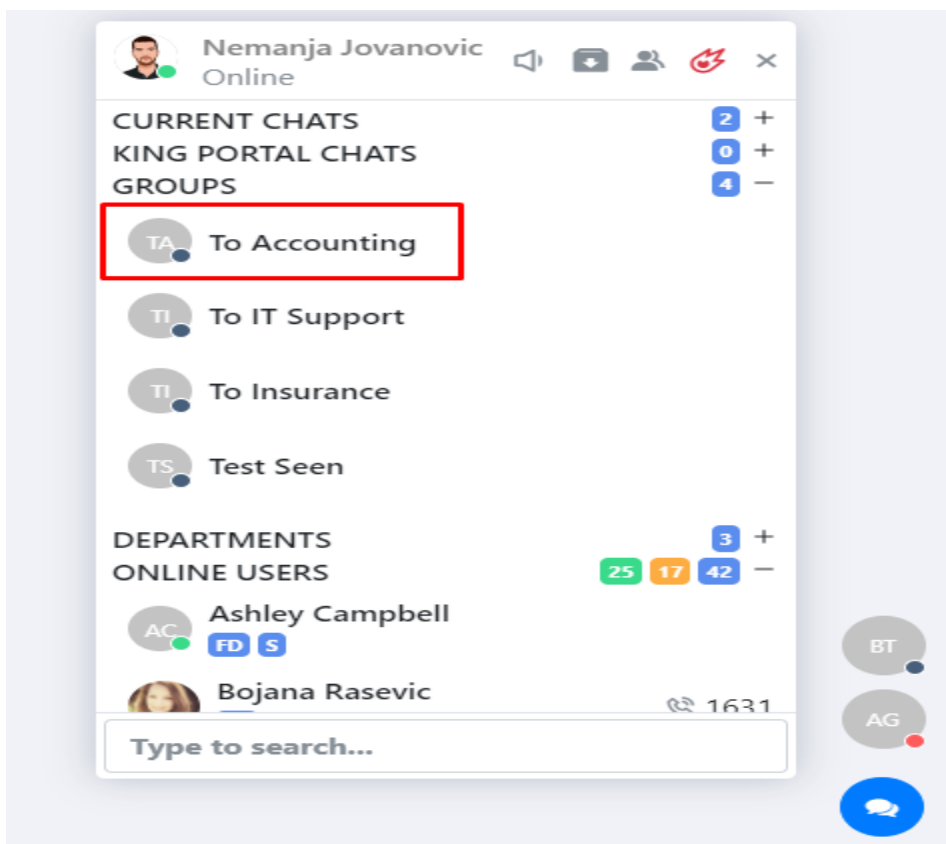 Nemanja Jovanovic
Online
CURRENT CHATS 2 +
KING PORTAL CHATS 0 +
GROUPS 4 −
TA To Accounting
TI To IT Support
TI To Insurance
TS Test Seen
DEPARTMENTS 3 +
ONLINE USERS 25 17 42 −
AC Ashley Campbell
FD S
Bojana Rasevic
1631
Type to search...
BT
AG